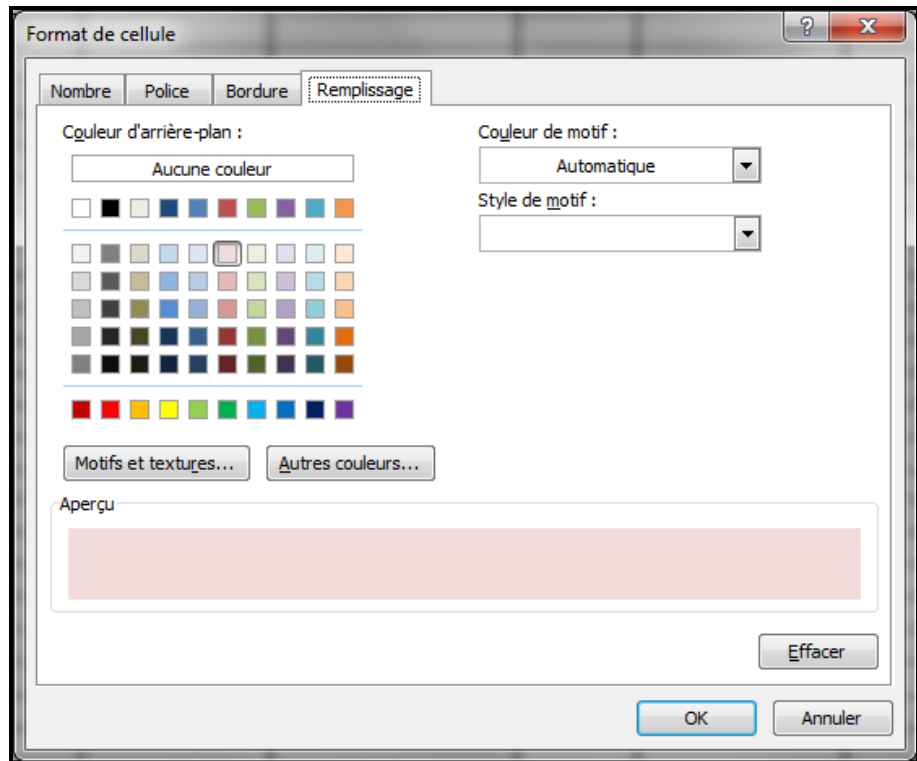 Format de cellule
Nombre
Police
Bordure
Remplissage
Couleur d'arrière-plan :
Aucune couleur
Couleur de motif :
Automatique
Style de motif :
Motifs et textures...
Autres couleurs...
Aperçu
Effacer
OK
Annuler